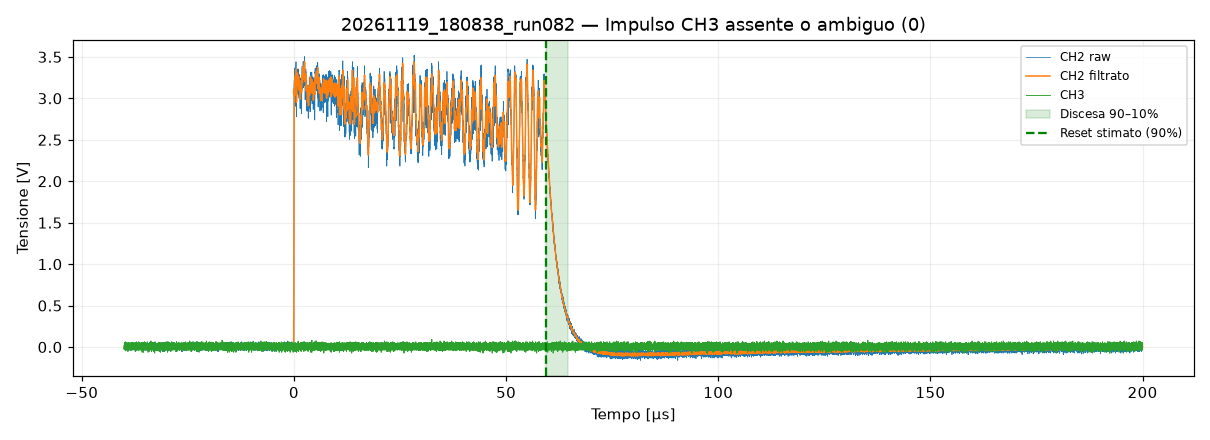 20261119_180838_run082 — Impulso CH3 assente o ambiguo (0)
CH2 raw
CH2 filtrato
CH3
Discesa 90–10%
Reset stimato (90%)
Tensione [V]
3.5
3.0
2.5
2.0
1.5
1.0
0.5
0.0
−50
0
50
100
150
200
Tempo [µs]